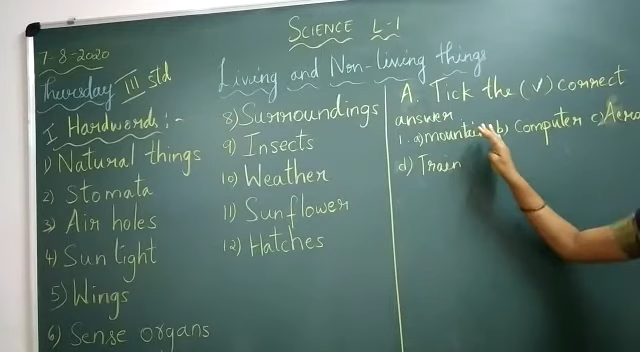 SCIENCE L-1
7-8-2020
Thursday III std
Living and Non-living things
I Hardwords:-
1) Natural things
2) Stomata
3) Air holes
4) Sun light
5) Wings
6) Sense organs
8) Surroundings
9) Insects
10) Weather
11) Sunflower
12) Hatches
A. Tick the (✓) correct
answer
1. a) mountain b) Computer c)
d) Train